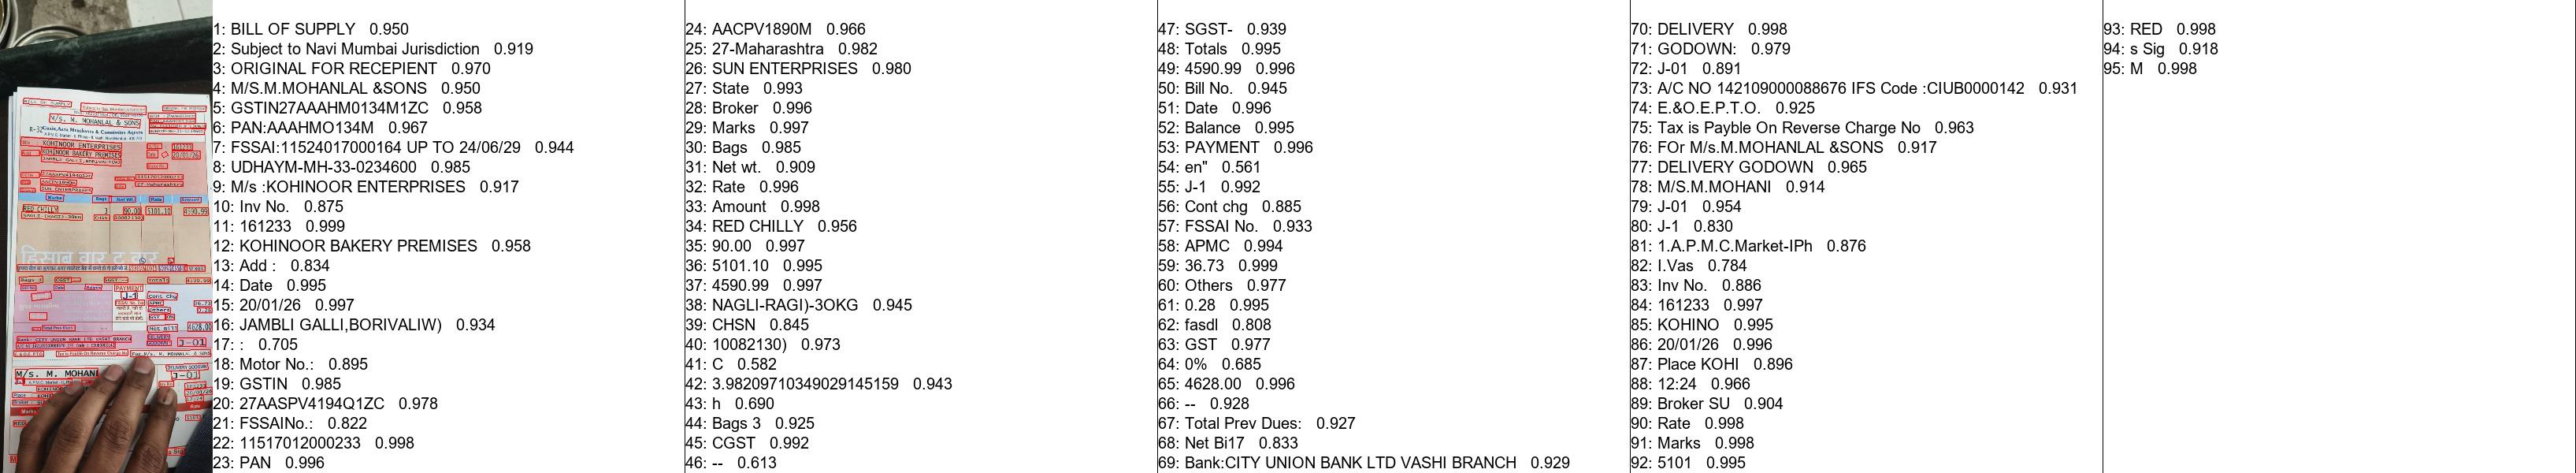 1: BILL OF SUPPLY 0.950
2: Subject to Navi Mumbai Jurisdiction 0.919
3: ORIGINAL FOR RECEPIENT 0.970
4: M/S.M.MOHANLAL &SONS 0.950
5: GSTIN27AAAHM0134M1ZC 0.958
6: PAN:AAAHMO134M 0.967
7: FSSAI:11524017000164 UP TO 24/06/29 0.944
8: UDHAYM-MH-33-0234600 0.985
9: M/s :KOHINOOR ENTERPRISES 0.917
10: Inv No. 0.875
11: 161233 0.999
12: KOHINOOR BAKERY PREMISES 0.958
13: Add : 0.834
14: Date 0.995
15: 20/01/26 0.997
16: JAMBLI GALLI,BORIVALIW) 0.934
17: : 0.705
18: Motor No.: 0.895
19: GSTIN 0.985
20: 27AASPV4194Q1ZC 0.978
21: FSSAINo.: 0.822
22: 11517012000233 0.998
23: PAN 0.996
24: AACPV1890M 0.966
25: 27-Maharashtra 0.982
26: SUN ENTERPRISES 0.980
27: State 0.993
28: Broker 0.996
29: Marks 0.997
30: Bags 0.985
31: Net wt. 0.909
32: Rate 0.996
33: Amount 0.998
34: RED CHILLY 0.956
35: 90.00 0.997
36: 5101.10 0.995
37: 4590.99 0.997
38: NAGLI-RAGI)-3OKG 0.945
39: CHSN 0.845
40: 10082130) 0.973
41: C 0.582
42: 3.98209710349029145159 0.943
43: h 0.690
44: Bags 3 0.925
45: CGST 0.992
46: -- 0.613
47: SGST- 0.939
48: Totals 0.995
49: 4590.99 0.996
50: Bill No. 0.945
51: Date 0.996
52: Balance 0.995
53: PAYMENT 0.996
54: en" 0.561
55: J-1 0.992
56: Cont chg 0.885
57: FSSAI No. 0.933
58: APMC 0.994
59: 36.73 0.999
60: Others 0.977
61: 0.28 0.995
62: fasdl 0.808
63: GST 0.977
64: 0% 0.685
65: 4628.00 0.996
66: -- 0.928
67: Total Prev Dues: 0.927
68: Net Bi17 0.833
69: Bank:CITY UNION BANK LTD VASHI BRANCH 0.929
70: DELIVERY 0.998
71: GODOWN: 0.979
72: J-01 0.891
73: A/C NO 142109000088676 IFS Code :CIUB0000142 0.931
74: E.&O.E.P.T.O. 0.925
75: Tax is Payble On Reverse Charge No 0.963
76: FOr M/s.M.MOHANLAL &SONS 0.917
77: DELIVERY GODOWN 0.965
78: M/S.M.MOHANI 0.914
79: J-01 0.954
80: J-1 0.830
81: 1.A.P.M.C.Market-IPh 0.876
82: I.Vas 0.784
83: Inv No. 0.886
84: 161233 0.997
85: KOHINO 0.995
86: 20/01/26 0.996
87: Place KOHI 0.896
88: 12:24 0.966
89: Broker SU 0.904
90: Rate 0.998
91: Marks 0.998
92: 5101 0.995
93: RED 0.998
94: s Sig 0.918
95: M 0.998